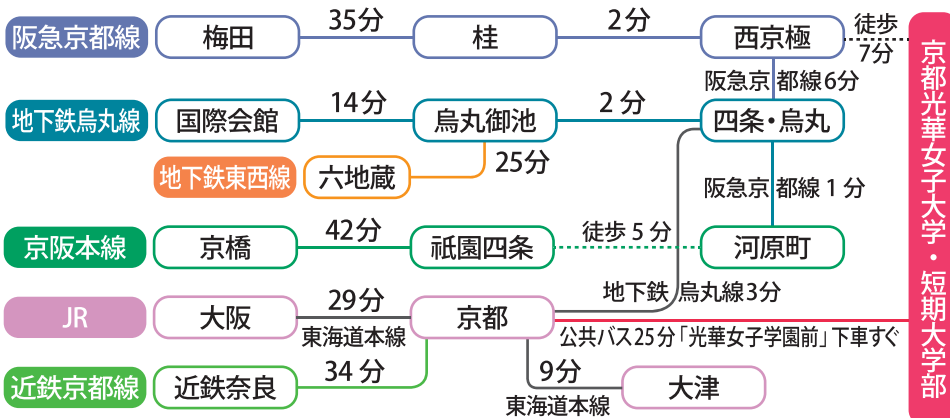 阪急京都線 梅田 35分 桂 2分 西京極 徒歩
7分
阪急京都線6分
地下鉄烏丸線 国際会館 14分 烏丸御池 2分 四条・烏丸
地下鉄東西線 六地蔵 25分
阪急京都線1分
京阪本線 京橋 42分 祇園四条 徒歩5分 河原町
地下鉄烏丸線3分
JR 大阪 29分 京都
東海道本線
公共バス25分「光華女子学園前」下車すぐ
近鉄京都線 近鉄奈良 34分 9分 大津
東海道本線
京都光華女子大学・短期大学部